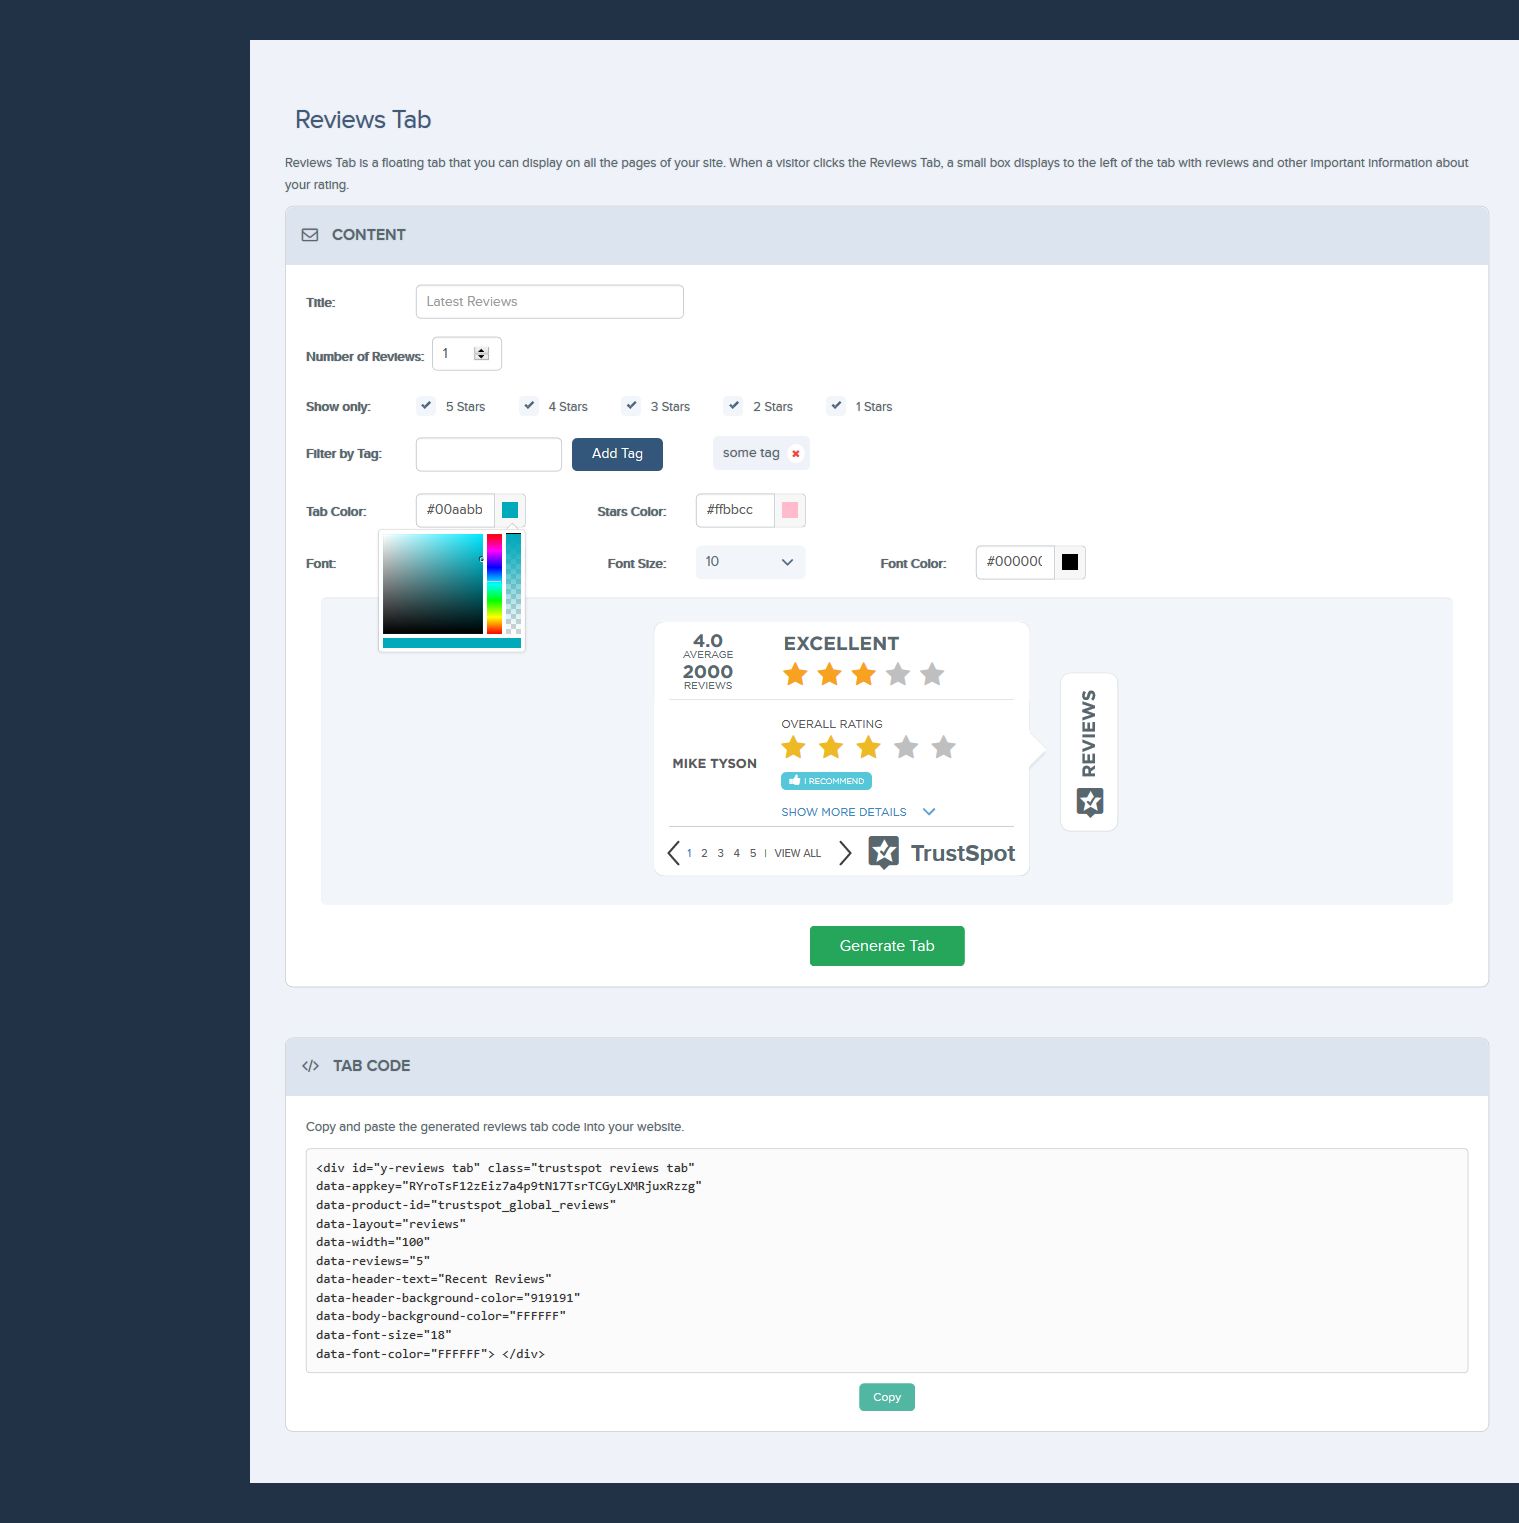 Reviews Tab
Reviews Tab is a floating tab that you can display on all the pages of your site. When a visitor clicks the Reviews Tab, a small box displays to the left of the tab with reviews and other important information about
your rating.
CONTENT
Title: Latest Reviews
Number of Reviews: 1
Show only: 5 Stars 4 Stars 3 Stars 2 Stars 1 Stars
Filter by Tag: Add Tag some tag
Tab Color: #00aabb Stars Color: #ffbbcc
Font: Font Size: 10 Font Color: #000000
4.0 EXCELLENT
AVERAGE
2000
REVIEWS
OVERALL RATING
MIKE TYSON
I RECOMMEND
SHOW MORE DETAILS
1 2 3 4 5 | VIEW ALL TrustSpot
REVIEWS
Generate Tab
</> TAB CODE
Copy and paste the generated reviews tab code into your website.
<div id="y-reviews tab" class="trustspot reviews tab"
data-appkey="RYroTsF12zEiz7a4p9tN17TsrTCGyLXMRjuxRzzg"
data-product-id="trustspot_global_reviews"
data-layout="reviews"
data-width="100"
data-reviews="5"
data-header-text="Recent Reviews"
data-header-background-color="919191"
data-body-background-color="FFFFFF"
data-font-size="18"
data-font-color="FFFFFF"> </div>
Copy